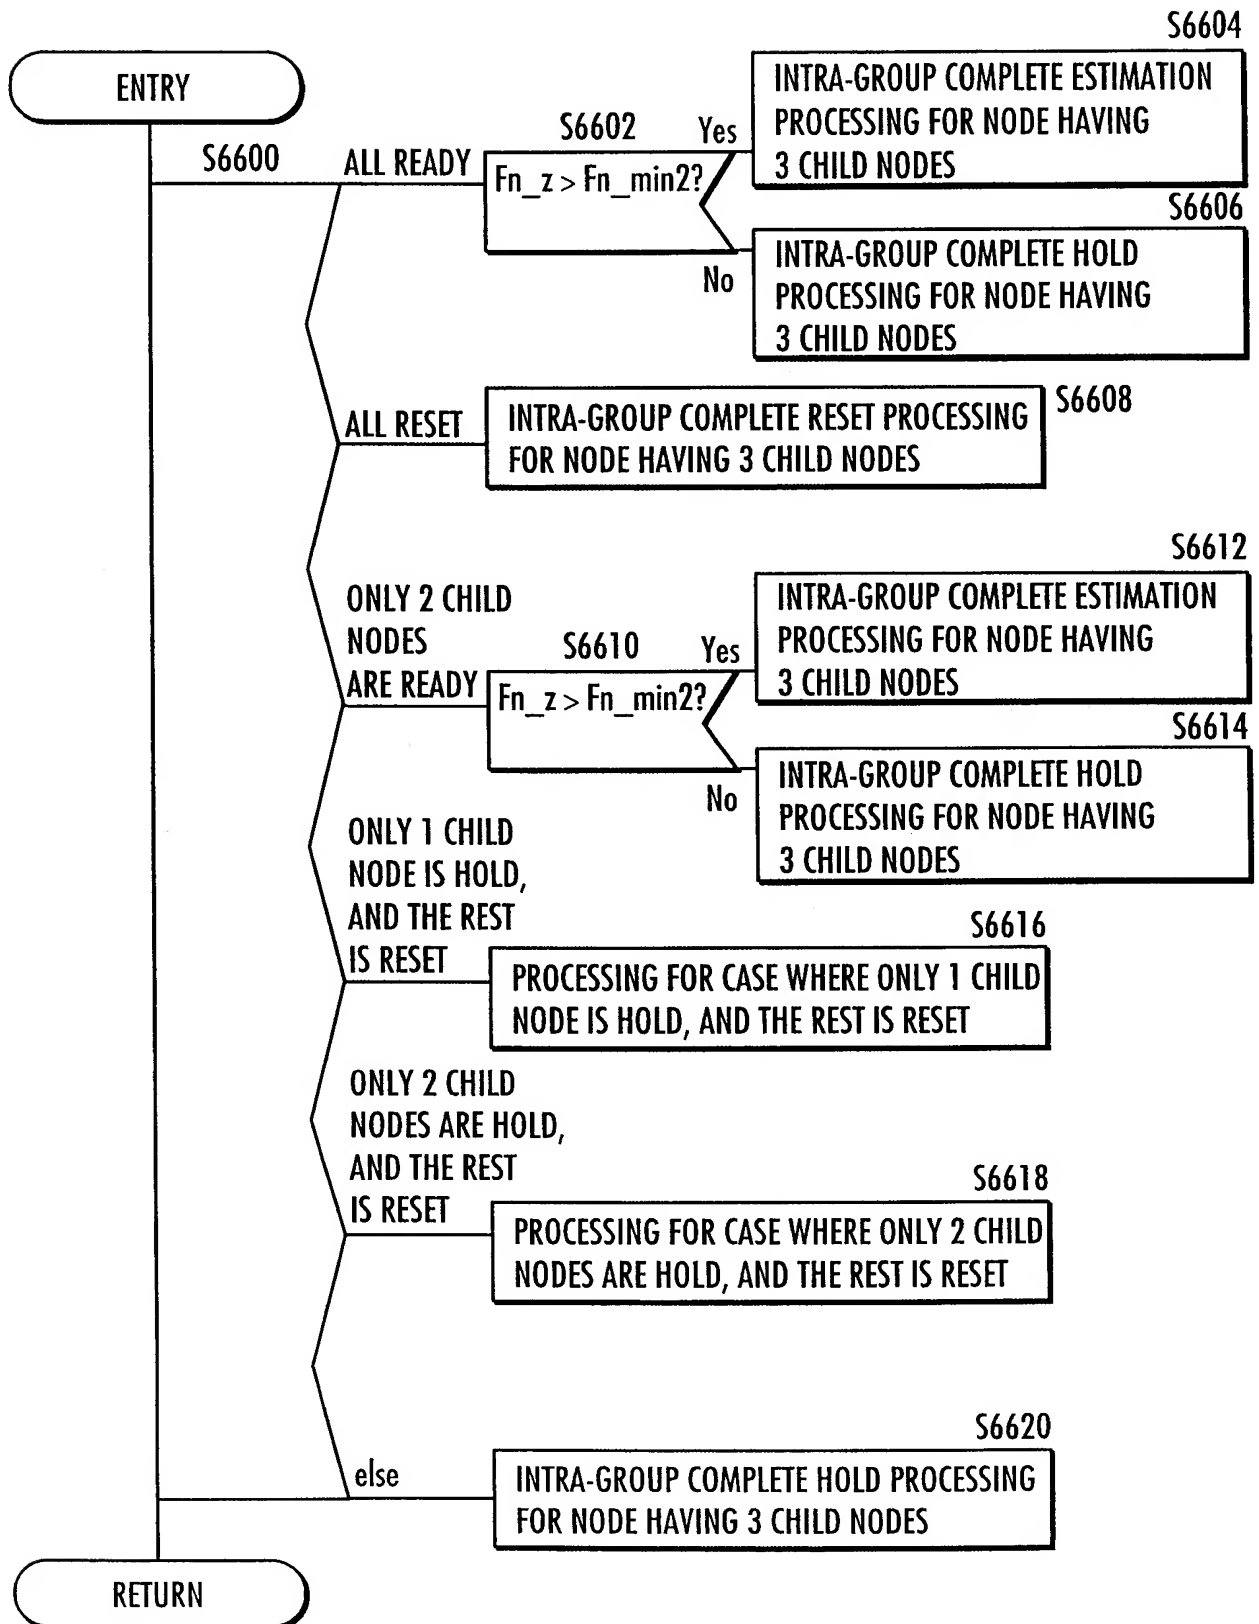 S6604
ENTRY
INTRA-GROUP COMPLETE ESTIMATION
PROCESSING FOR NODE HAVING
3 CHILD NODES
S6600
ALL READY
S6602
Yes
Fn_z > Fn_min2?
No
S6606
INTRA-GROUP COMPLETE HOLD
PROCESSING FOR NODE HAVING
3 CHILD NODES
ALL RESET
INTRA-GROUP COMPLETE RESET PROCESSING
FOR NODE HAVING 3 CHILD NODES
S6608
S6612
ONLY 2 CHILD
NODES
ARE READY
S6610
Yes
Fn_z > Fn_min2?
No
INTRA-GROUP COMPLETE ESTIMATION
PROCESSING FOR NODE HAVING
3 CHILD NODES
S6614
INTRA-GROUP COMPLETE HOLD
PROCESSING FOR NODE HAVING
3 CHILD NODES
ONLY 1 CHILD
NODE IS HOLD,
AND THE REST
IS RESET
S6616
PROCESSING FOR CASE WHERE ONLY 1 CHILD
NODE IS HOLD, AND THE REST IS RESET
ONLY 2 CHILD
NODES ARE HOLD,
AND THE REST
IS RESET
S6618
PROCESSING FOR CASE WHERE ONLY 2 CHILD
NODES ARE HOLD, AND THE REST IS RESET
S6620
else
INTRA-GROUP COMPLETE HOLD PROCESSING
FOR NODE HAVING 3 CHILD NODES
RETURN